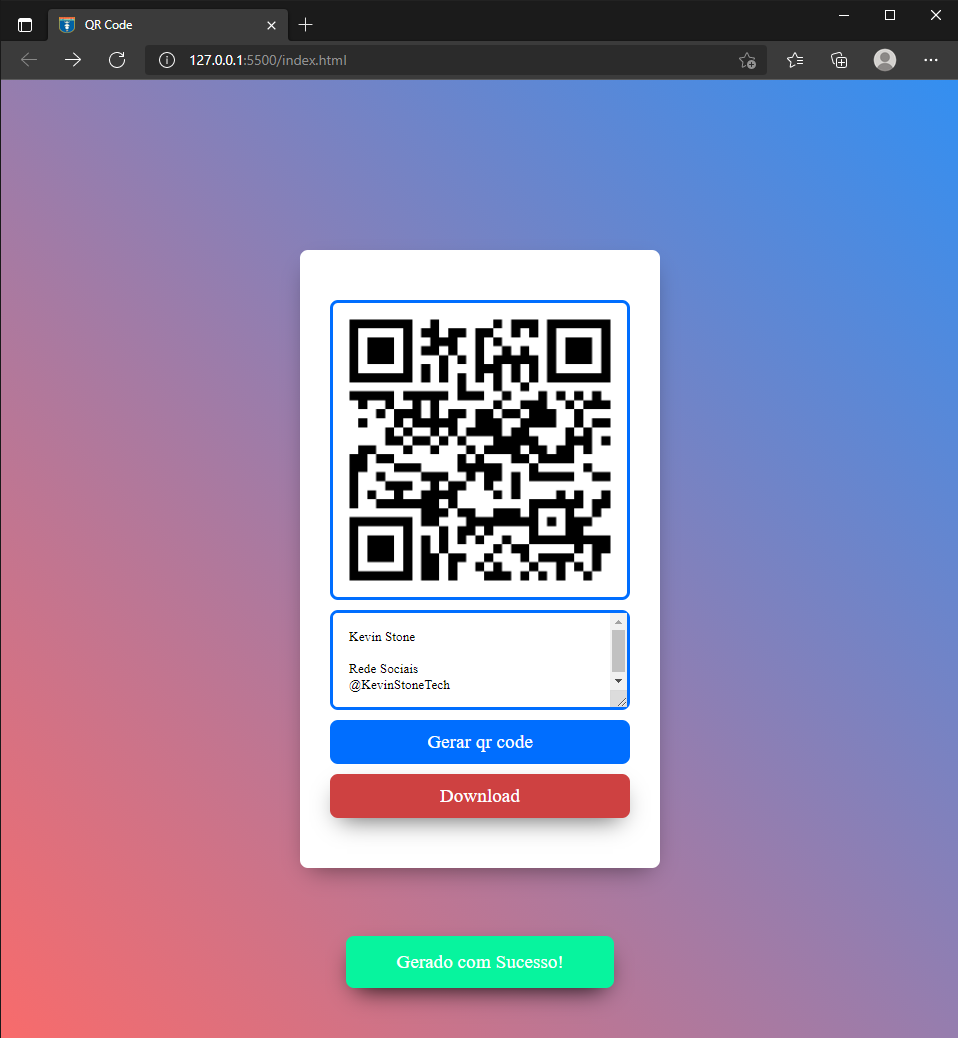 QR Code
127.0.0.1:5500/index.html
Kevin Stone
Rede Sociais
@KevinStoneTech
Gerar qr code
Download
Gerado com Sucesso!